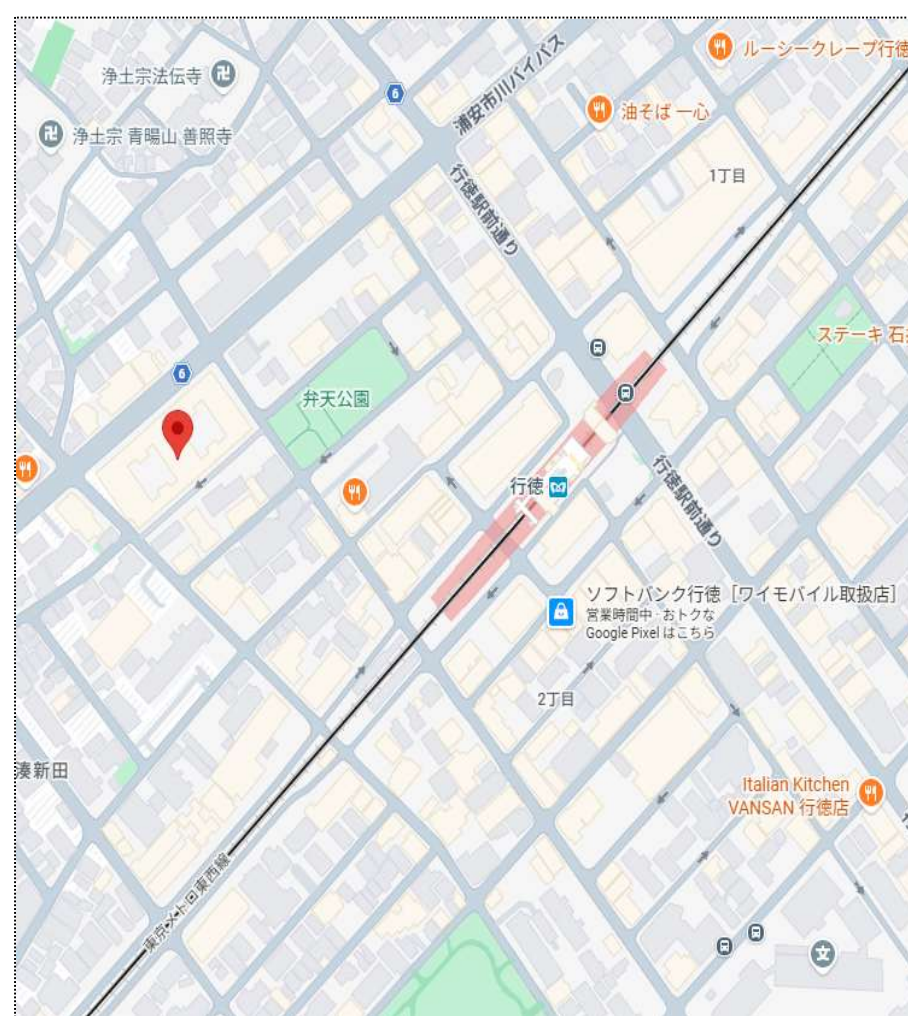 ルーシークレープ行徳
浄土宗法伝寺
6
浦安市川バイパス
油そば 一心
浄土宗 青暘山 善照寺
1丁目
行徳駅前通り
ステーキ 石
6
弁天公園
行徳
行徳駅前通り
ソフトバンク行徳［ワイモバイル取扱店］
営業時間中・おトクな
Google Pixel はこちら
2丁目
湊新田
Italian Kitchen
VANSAN 行徳店
東京メトロ東西線
文